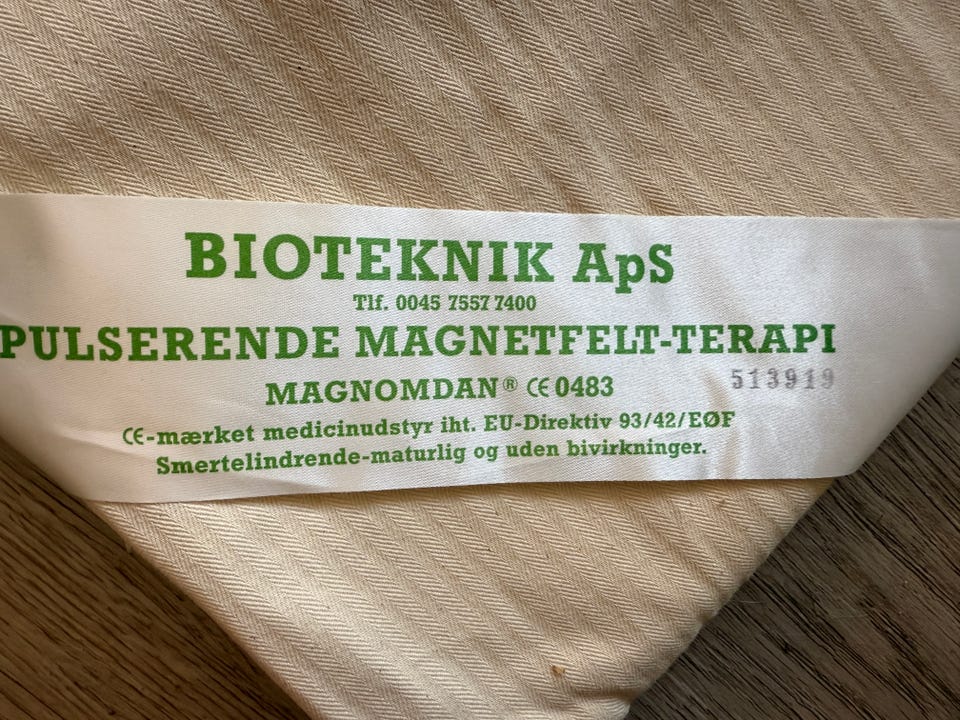 BIOTEKNIK ApS
Tlf. 0045 7557 7400
PULSERENDE MAGNETFELT-TERAPI
MAGNOMDAN® CE 0483
513919
CE-mærket medicinudstyr iht. EU-Direktiv 93/42/EØF
Smertelindrende-maturlig og uden bivirkninger.